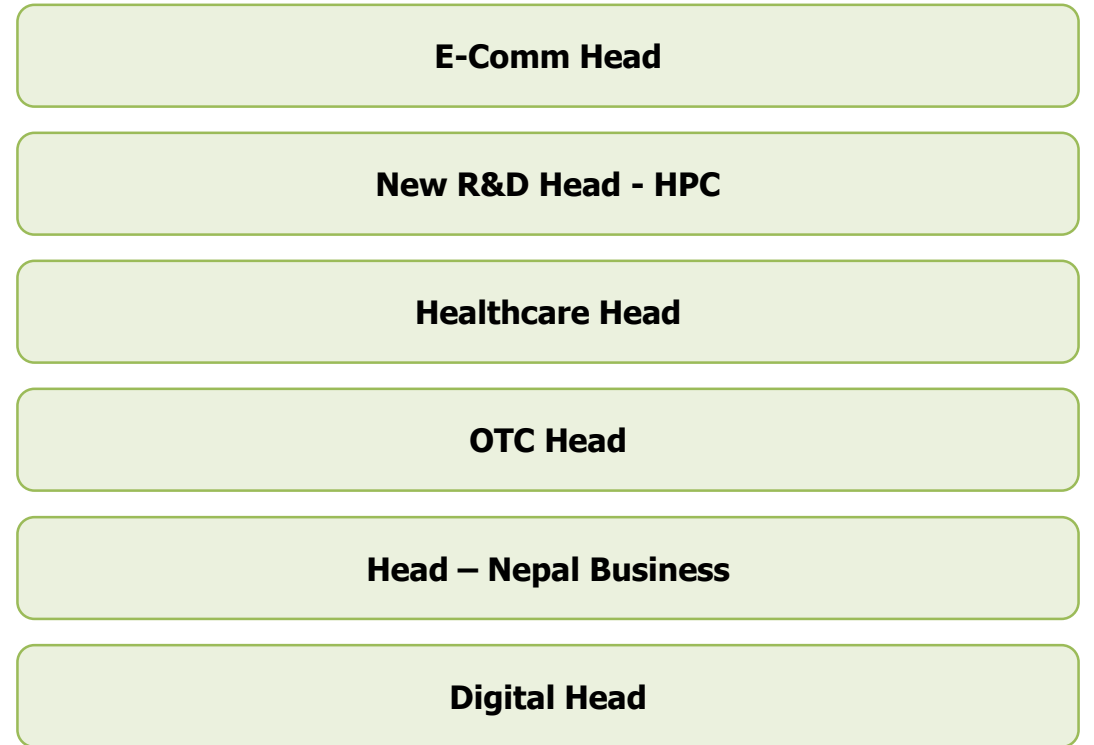 E-Comm Head
New R&D Head - HPC
Healthcare Head
OTC Head
Head – Nepal Business
Digital Head